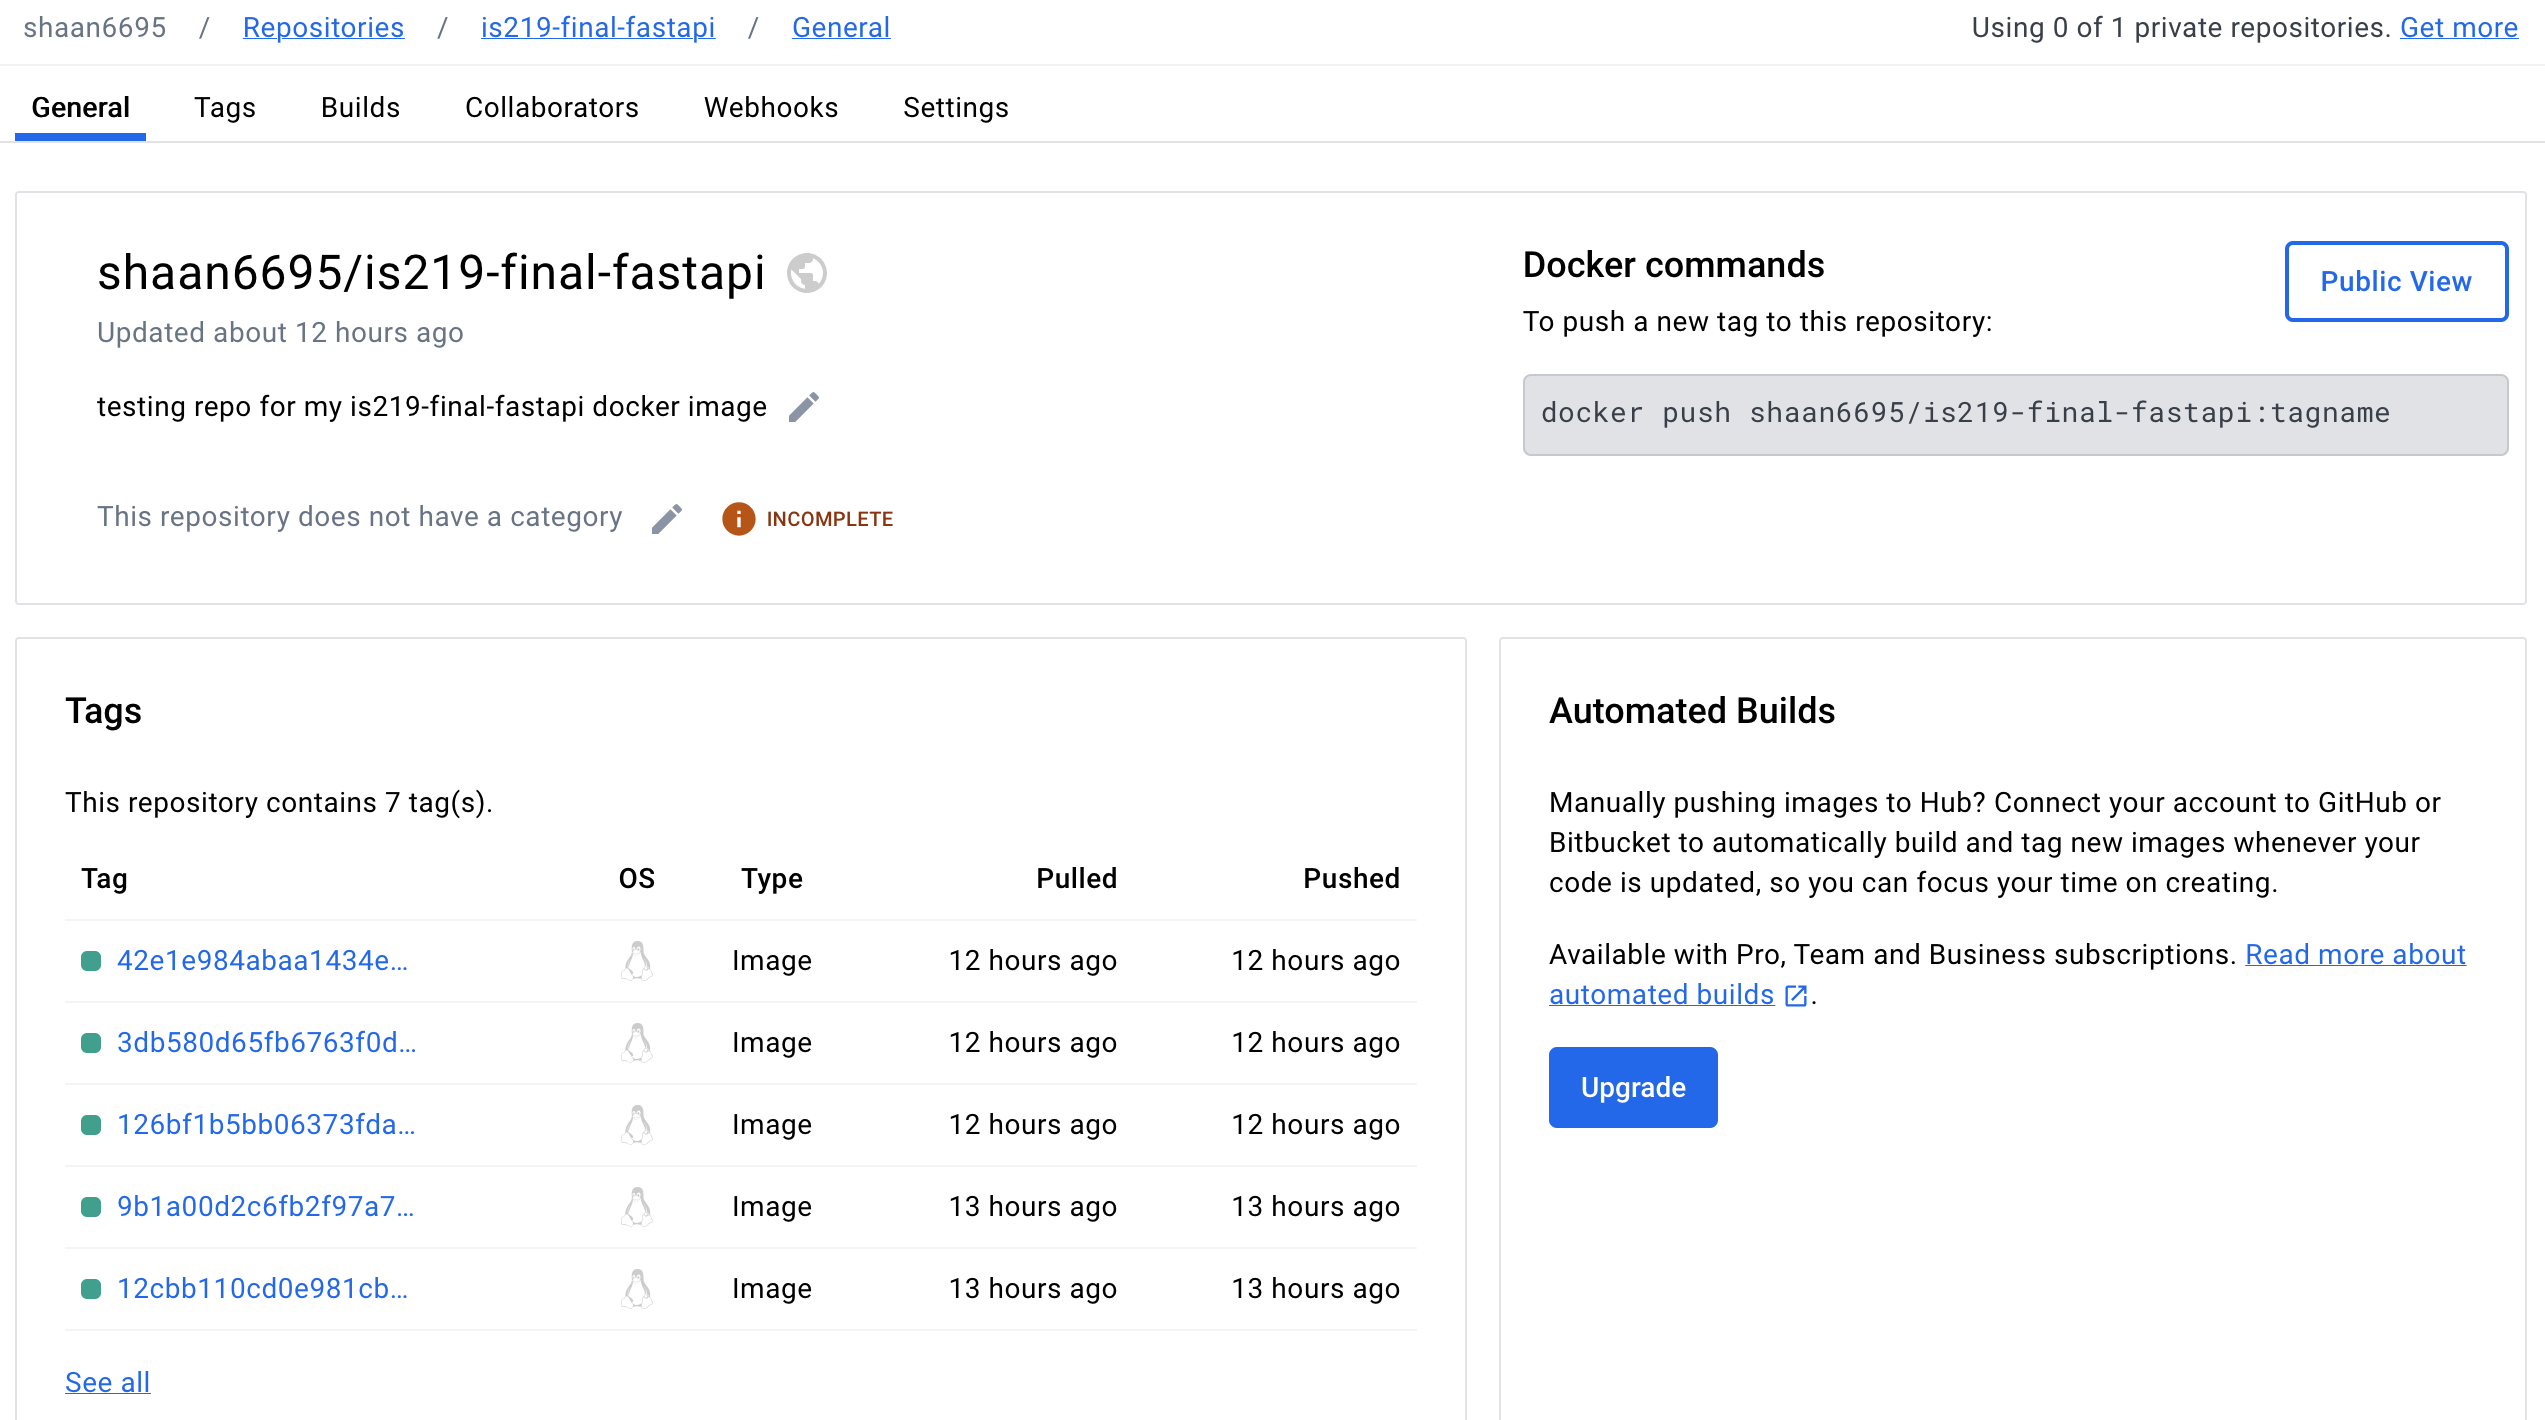 shaan6695 / Repositories / is219-final-fastapi / General Using 0 of 1 private repositories. Get more
General Tags Builds Collaborators Webhooks Settings
shaan6695/is219-final-fastapi
Updated about 12 hours ago
testing repo for my is219-final-fastapi docker image
This repository does not have a category INCOMPLETE
Docker commands
Public View
To push a new tag to this repository:
docker push shaan6695/is219-final-fastapi:tagname
Tags
This repository contains 7 tag(s).
Tag OS Type Pulled Pushed
42e1e984abaa1434e... Image 12 hours ago 12 hours ago
3db580d65fb6763f0d... Image 12 hours ago 12 hours ago
126bf1b5bb06373fda... Image 12 hours ago 12 hours ago
9b1a00d2c6fb2f97a7... Image 13 hours ago 13 hours ago
12cbb110cd0e981cb... Image 13 hours ago 13 hours ago
See all
Automated Builds
Manually pushing images to Hub? Connect your account to GitHub or
Bitbucket to automatically build and tag new images whenever your
code is updated, so you can focus your time on creating.
Available with Pro, Team and Business subscriptions. Read more about
automated builds .
Upgrade